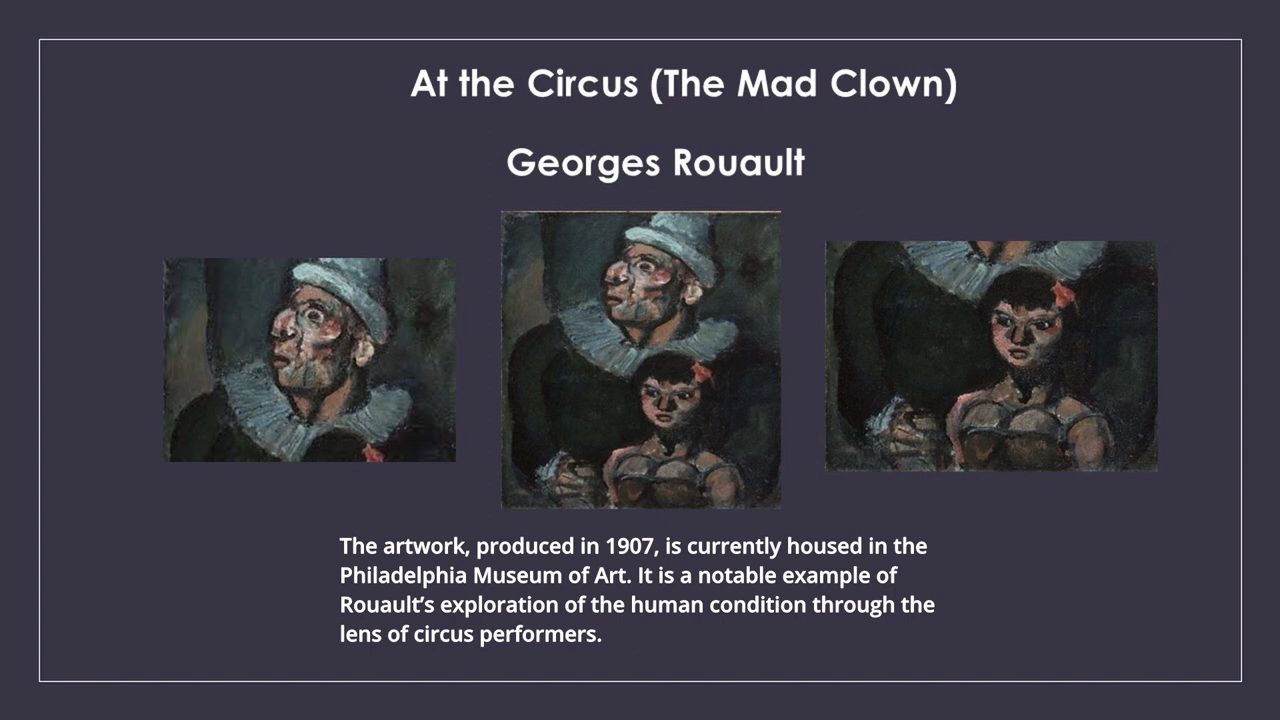 At the Circus (The Mad Clown)
Georges Rouault
The artwork, produced in 1907, is currently housed in the
Philadelphia Museum of Art. It is a notable example of
Rouault’s exploration of the human condition through the
lens of circus performers.